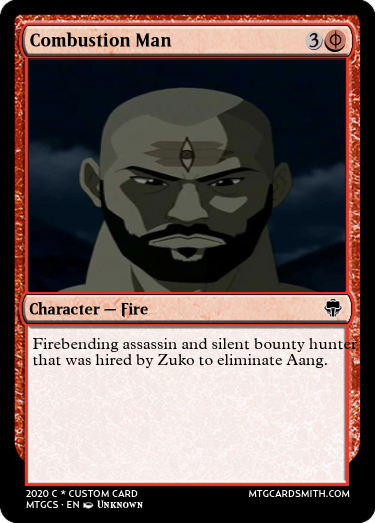 Combustion Man 3
Character — Fire
Firebending assassin and silent bounty hunter
that was hired by Zuko to eliminate Aang.
2020 C * CUSTOM CARD MTGCARDSMITH.COM
MTGCS · EN Unknown